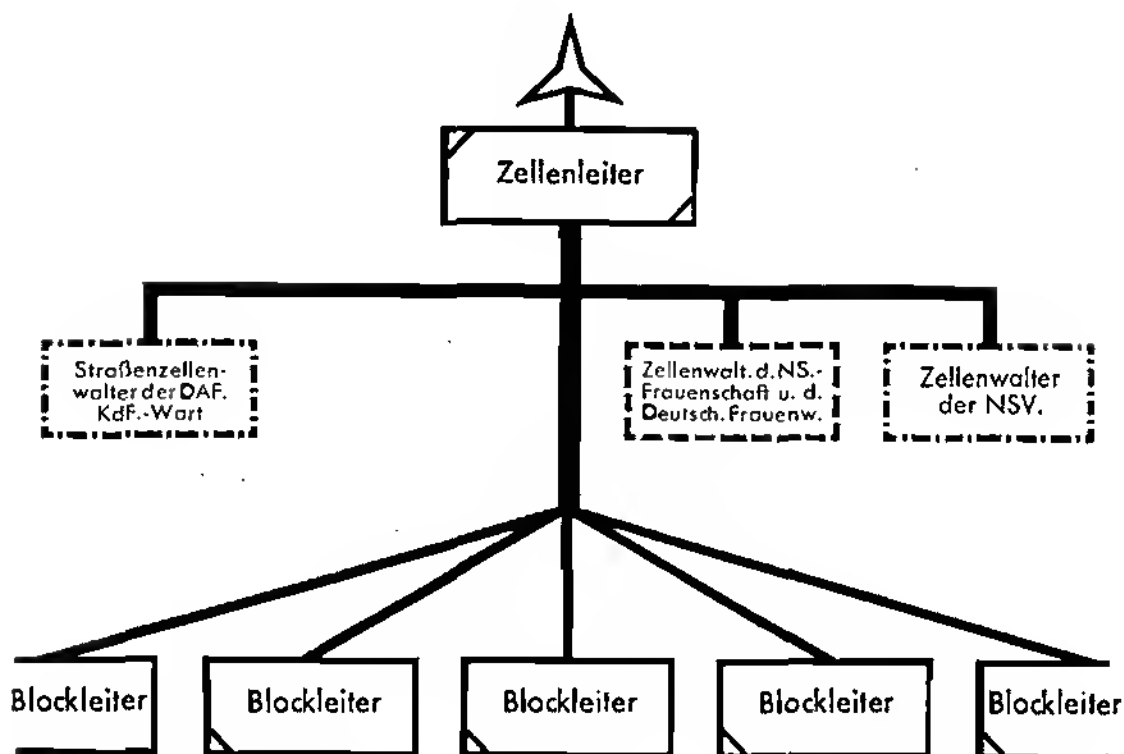 Zellenleiter
Straßenzellen-
walter der DAF.
KdF.-Wart
Zellenwalt. d. NS.-
Frauenschaft u. d.
Deutsch. Frauenw.
Zellenwalter
der NSV.
Blockleiter
Blockleiter
Blockleiter
Blockleiter
Blockleiter